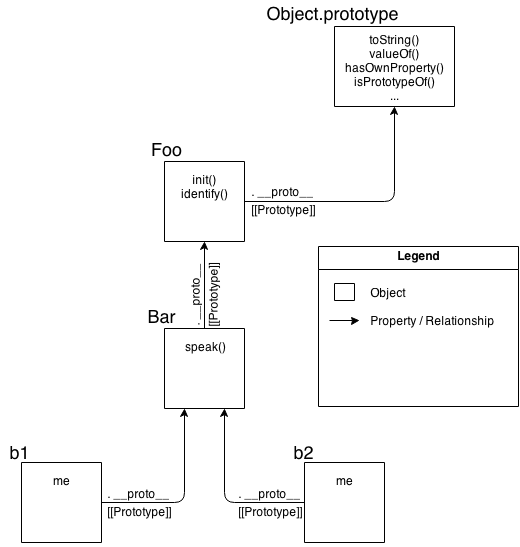 Object.prototype
toString()
valueOf()
hasOwnProperty()
isPrototypeOf()
...
Foo
init()
identify()
. __proto__
[[Prototype]]
. __proto__
[[Prototype]]
Legend
Object
Property / Relationship
Bar
speak()
b1
me
. __proto__
[[Prototype]]
b2
me
. __proto__
[[Prototype]]